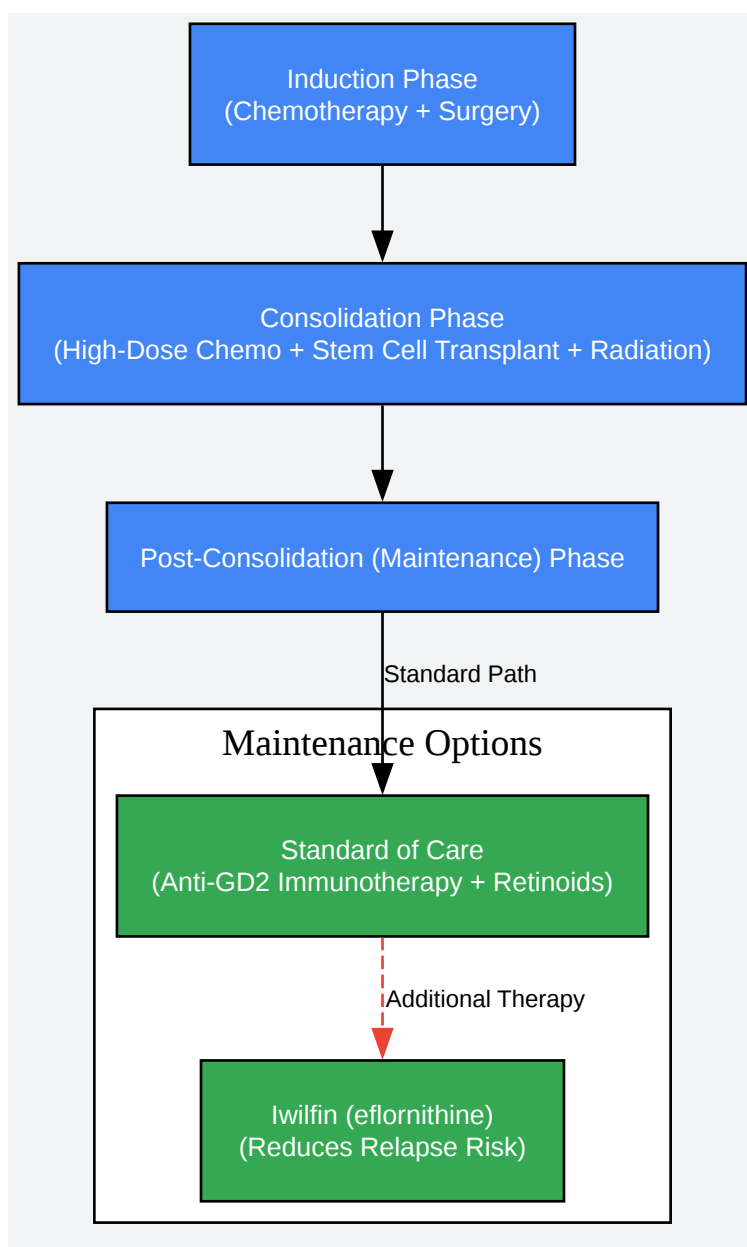 Induction Phase
(Chemotherapy + Surgery)
Consolidation Phase
(High-Dose Chemo + Stem Cell Transplant + Radiation)
Post-Consolidation (Maintenance) Phase
Standard Path
Maintenance Options
Standard of Care
(Anti-GD2 Immunotherapy + Retinoids)
Additional Therapy
Iwilfin (eflornithine)
(Reduces Relapse Risk)